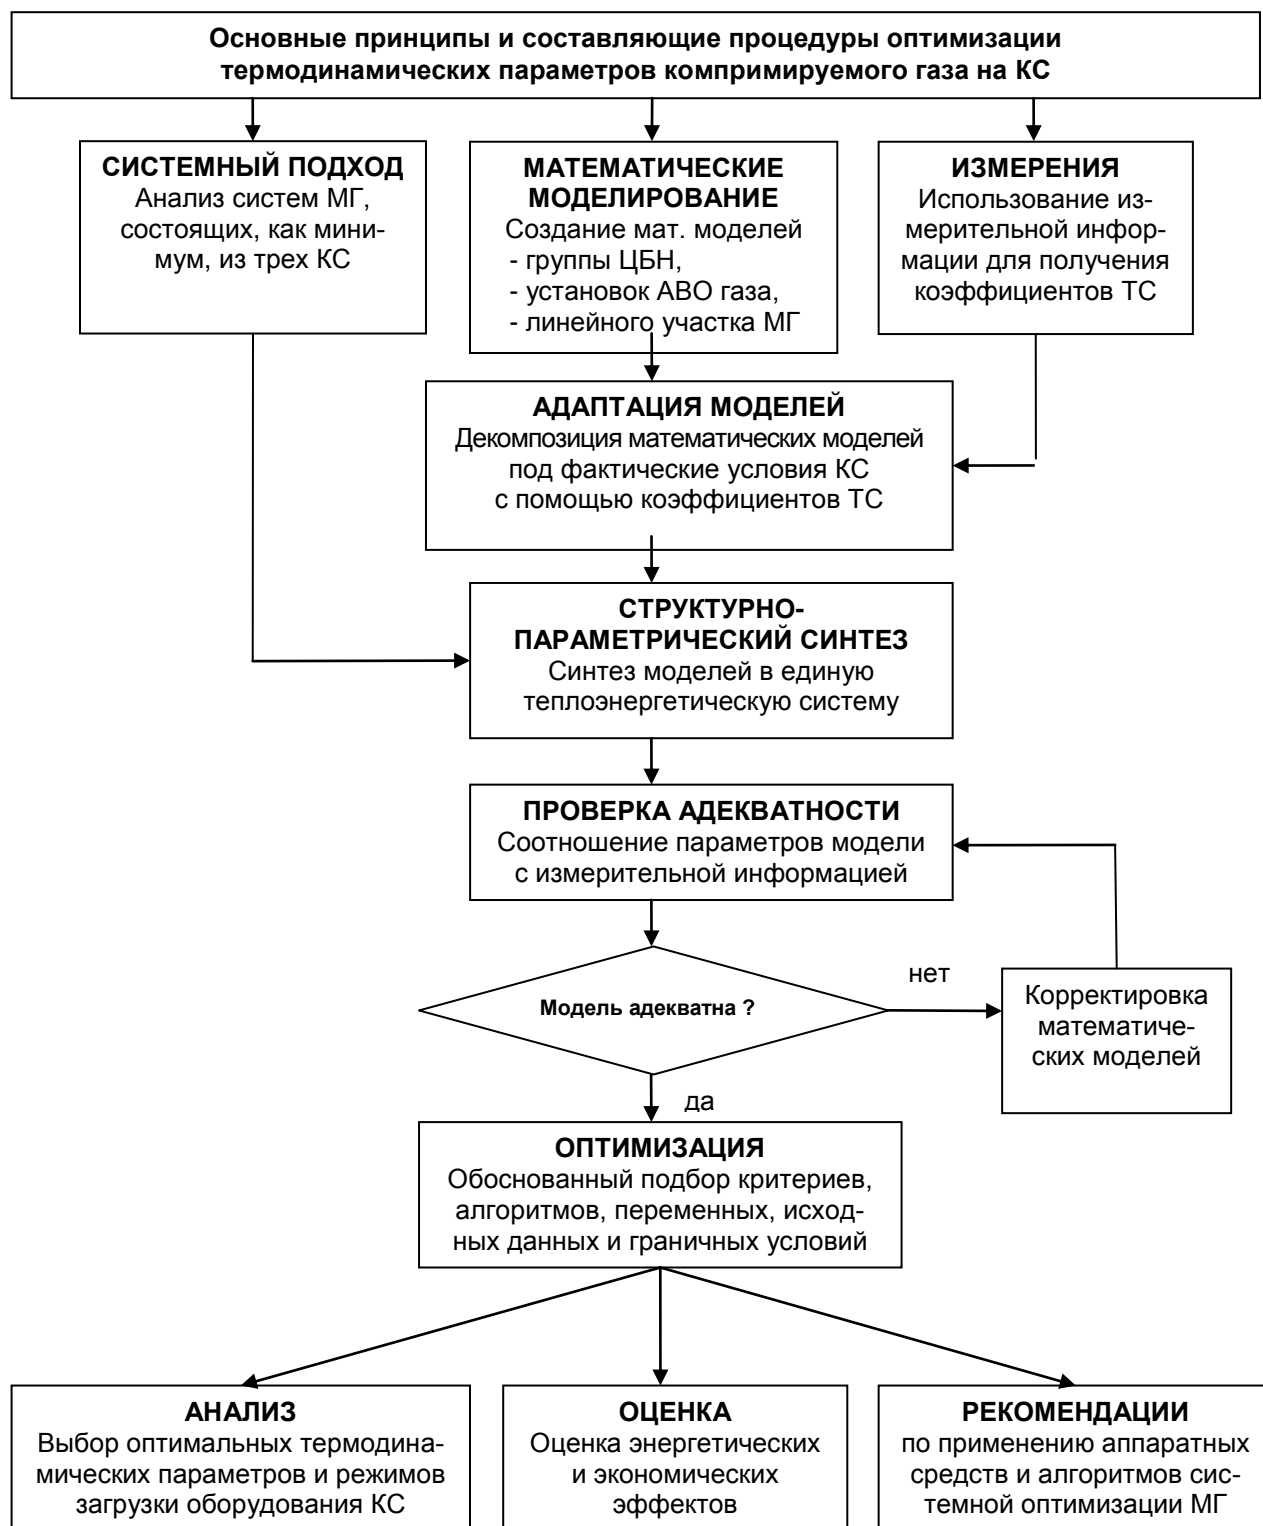 Основные принципы и составляющие процедуры оптимизации
термодинамических параметров компримируемого газа на КС
СИСТЕМНЫЙ ПОДХОД
Анализ систем МГ,
состоящих, как мини-
мум, из трех КС
МАТЕМАТИЧЕСКИЕ
МОДЕЛИРОВАНИЕ
Создание мат. моделей
- группы ЦБН,
- установок АВО газа,
- линейного участка МГ
ИЗМЕРЕНИЯ
Использование из-
мерительной инфор-
мации для получения
коэффициентов ТС
АДАПТАЦИЯ МОДЕЛЕЙ
Декомпозиция математических моделей
под фактические условия КС
с помощью коэффициентов ТС
СТРУКТУРНО-
ПАРАМЕТРИЧЕСКИЙ СИНТЕЗ
Синтез моделей в единую
теплоэнергетическую систему
ПРОВЕРКА АДЕКВАТНОСТИ
Соотношение параметров модели
с измерительной информацией
Модель адекватна ?
нет
Корректировка
математиче-
ских моделей
да
ОПТИМИЗАЦИЯ
Обоснованный подбор критериев,
алгоритмов, переменных, исход-
ных данных и граничных условий
АНАЛИЗ
Выбор оптимальных термодина-
мических параметров и режимов
загрузки оборудования КС
ОЦЕНКА
Оценка энергетических
и экономических
эффектов
РЕКОМЕНДАЦИИ
по применению аппаратных
средств и алгоритмов сис-
темной оптимизации МГ